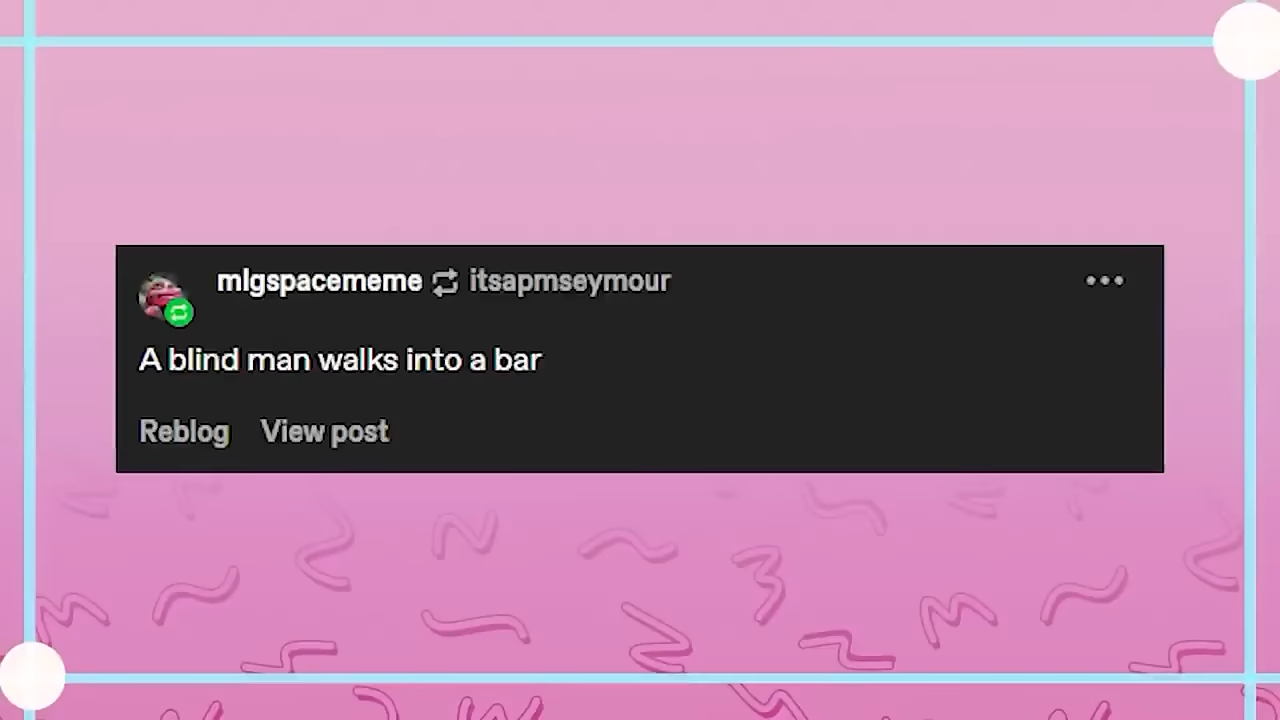 mlgspacememe itsapmseymour
A blind man walks into a bar
Reblog View post